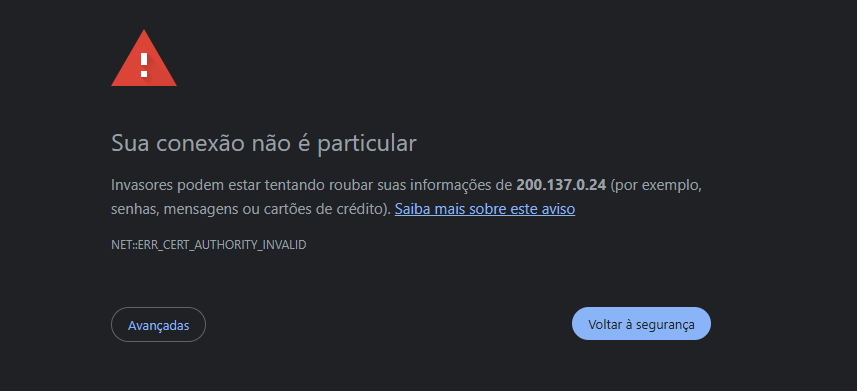 Sua conexão não é particular
Invasores podem estar tentando roubar suas informações de 200.137.0.24 (por exemplo,
senhas, mensagens ou cartões de crédito). Saiba mais sobre este aviso
NET::ERR_CERT_AUTHORITY_INVALID
Avançadas
Voltar à segurança